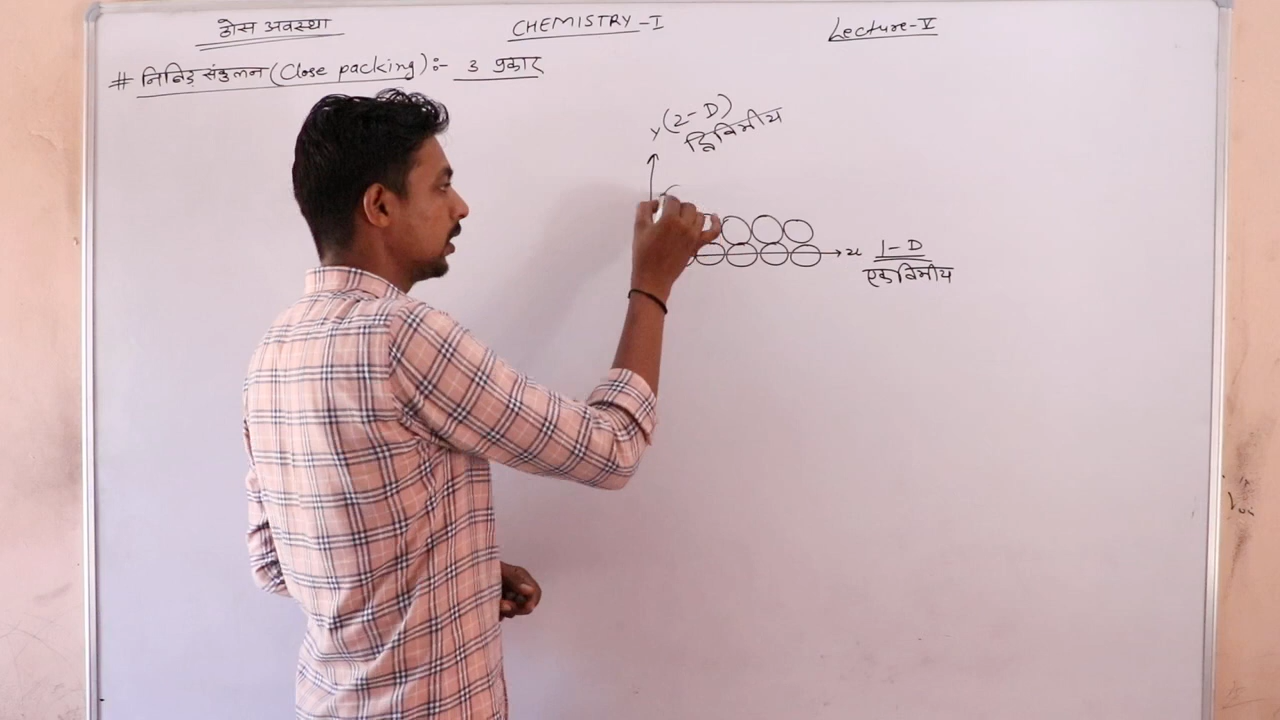 ठोस अवस्था
CHEMISTRY-I
Lecture-V
# निबिड़ संकुलन (Close packing):- 3 प्रकार
y (2-D)
द्विविमीय
x 1-D
एकविमीय